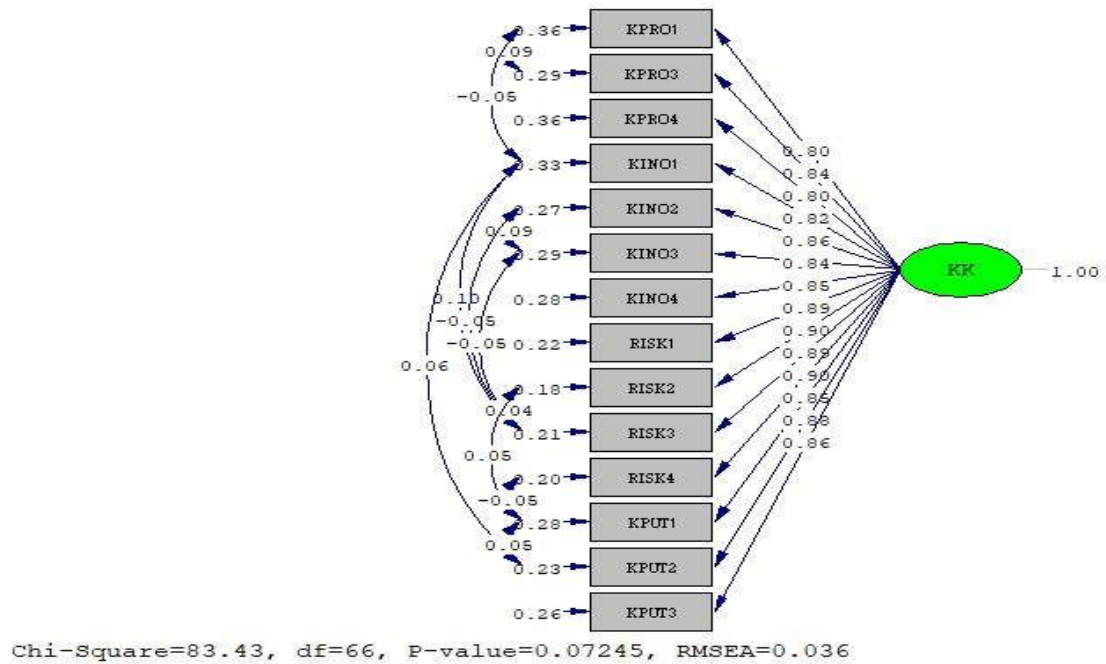 0.36 KPRO1
0.09
0.29 KPRO3
-0.05
0.36 KPRO4
0.80
0.33 KINO1
0.84
0.80
0.27 KINO2
0.82
0.09
0.86
0.29 KINO3
0.84
KK 1.00
0.85
0.10
0.28 KINO4
0.89
-0.05
0.90
-0.05
0.22 RISK1
0.89
0.06
0.90
0.18 RISK2
0.85
0.04
0.88
0.21 RISK3
0.86
0.05
0.20 RISK4
-0.05
0.28 KPUT1
0.05
0.23 KPUT2
0.26 KPUT3
Chi-Square=83.43, df=66, P-value=0.07245, RMSEA=0.036